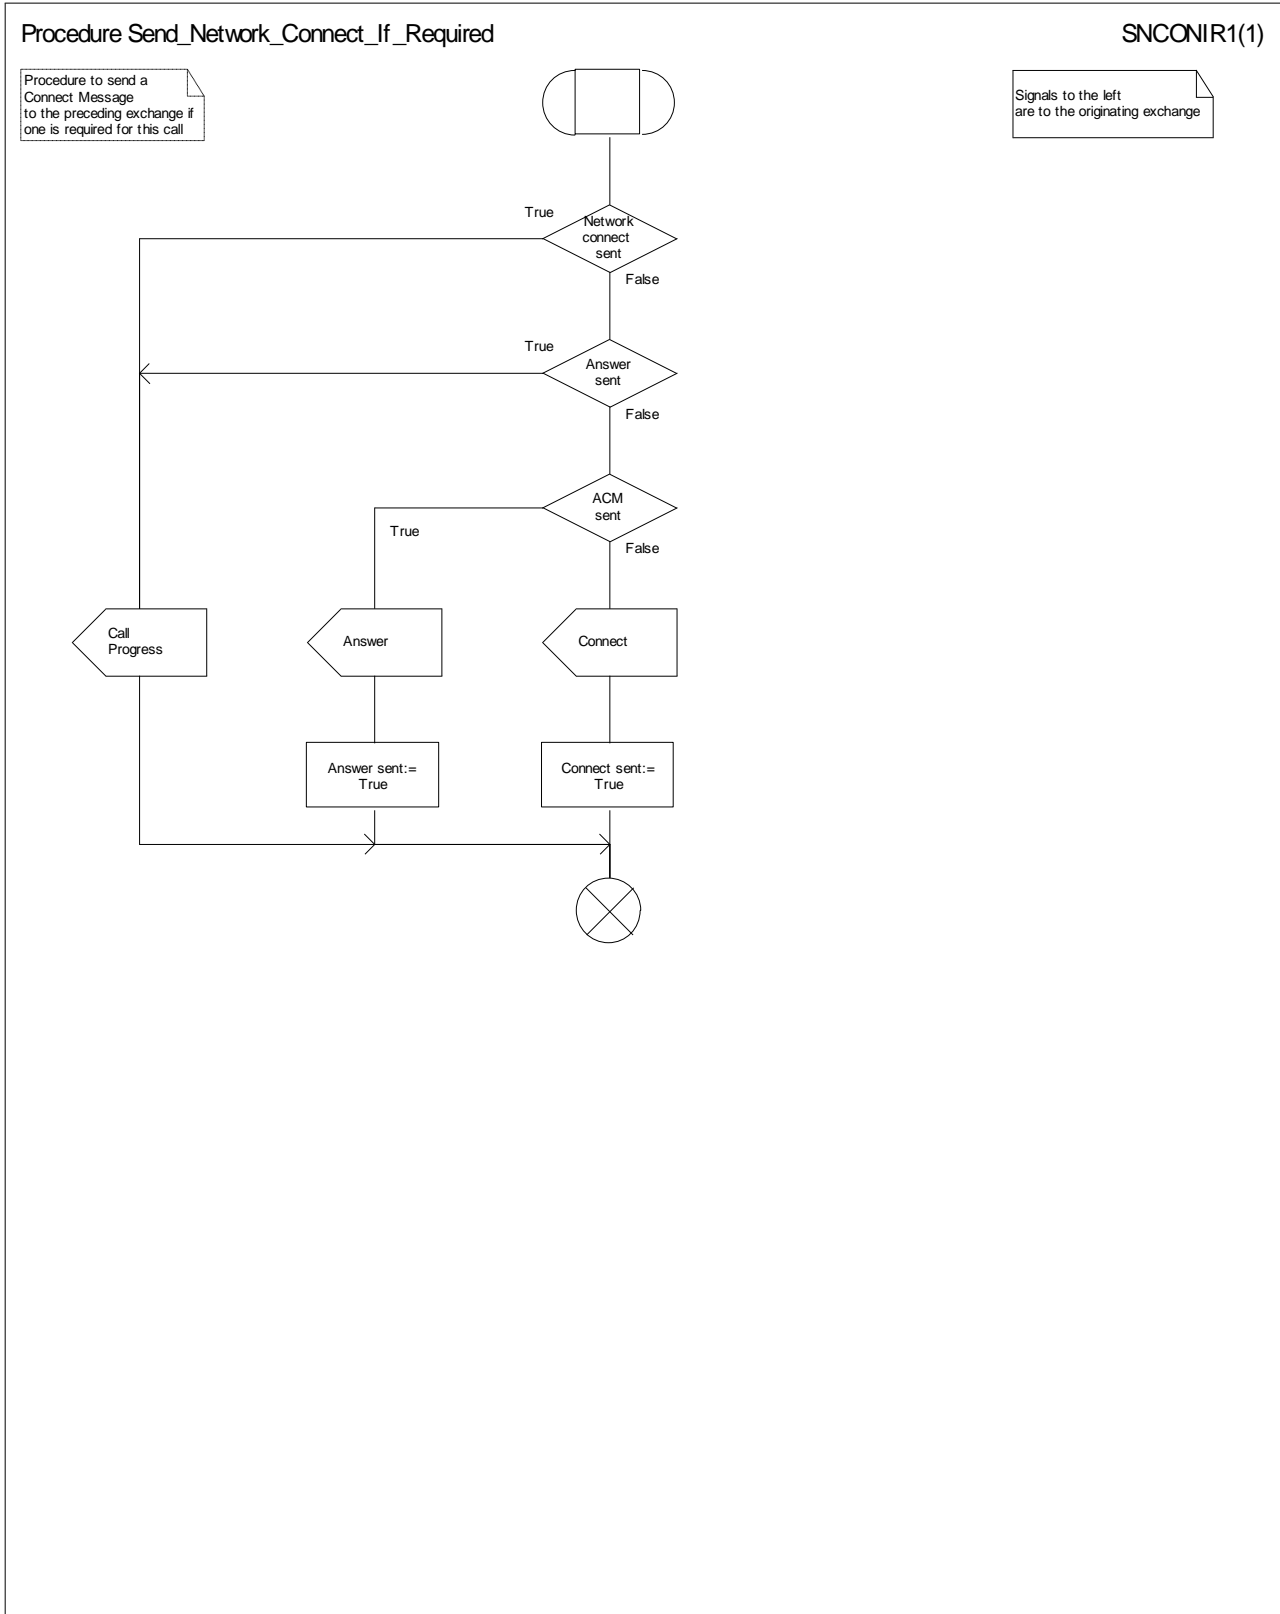 Procedure Send_Network_Connect_If_Required
SNCONIR1(1)
Procedure to send a
Connect Message
to the preceding exchange if
one is required for this call
Signals to the left
are to the originating exchange
True
Network
connect
sent
False
True
Answer
sent
False
ACM
sent
True
False
Call
Progress
Answer
Connect
Answer sent:=
True
Connect sent:=
True